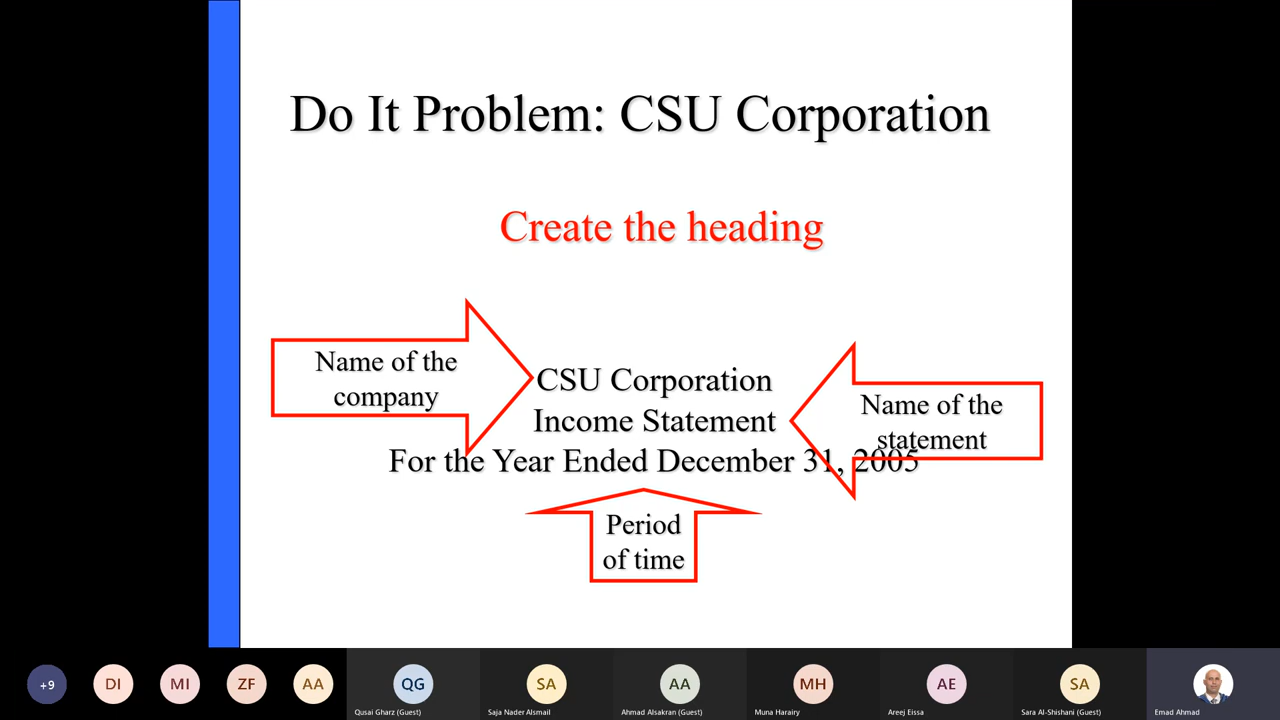 Do It Problem: CSU Corporation
Create the heading
Name of the
company
CSU Corporation
Income Statement
For the Year Ended December 31, 2005
Name of the
statement
Period
of time
+9
DI
MI
ZF
AA
QG
SA
AA
MH
AE
SA
Qusai Gharz (Guest)
Saja Nader Alsmail
Ahmad Alsakran (Guest)
Muna Harairy
Areej Eissa
Sara Al-Shishani (Guest)
Emad Ahmad